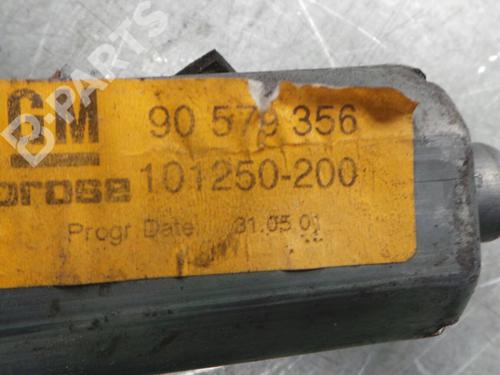 GM 90 579 356
brose 101250-200
Progr Date 31.05.01